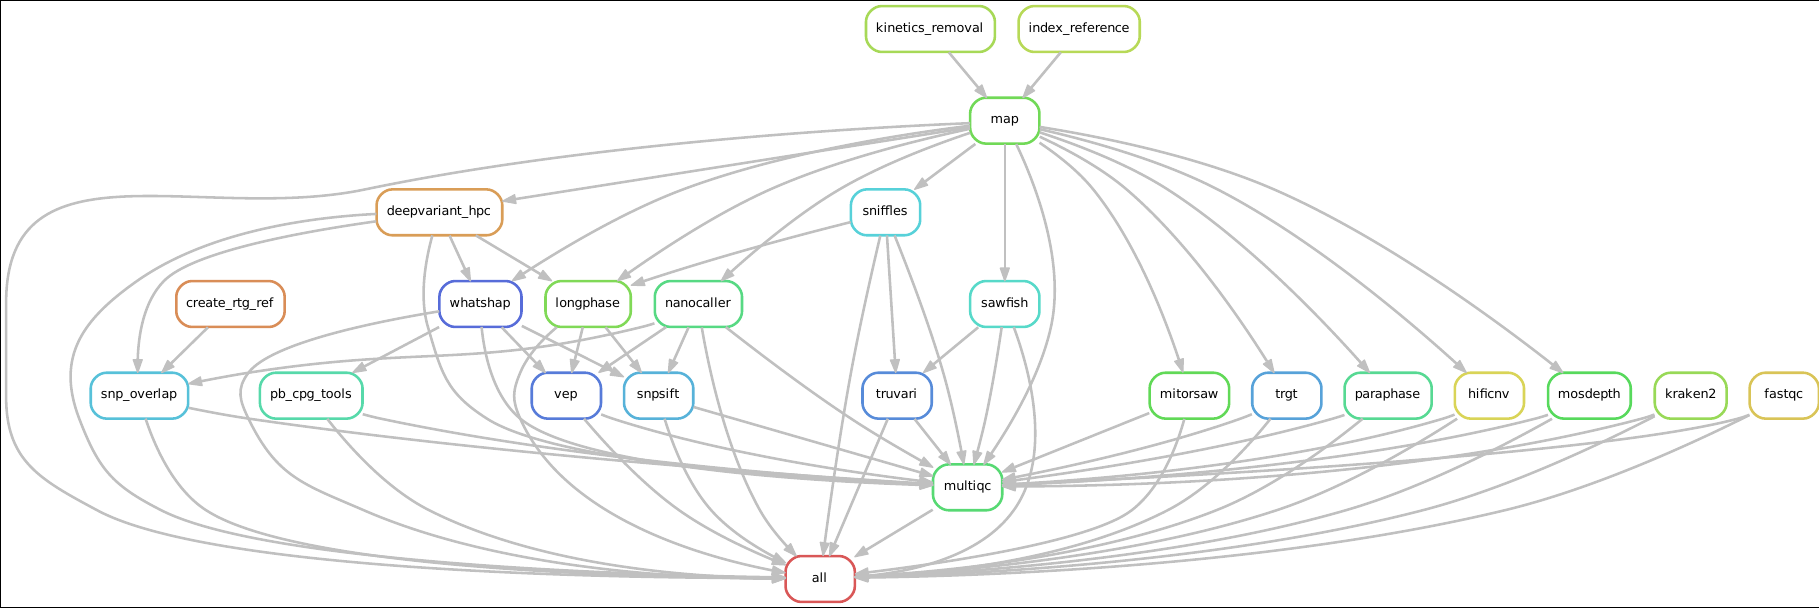 kinetics_removal
index_reference
map
deepvariant_hpc
sniffles
create_rtg_ref
whatshap
longphase
nanocaller
sawfish
snp_overlap
pb_cpg_tools
vep
snpsift
truvari
mitorsaw
trgt
paraphase
hificnv
mosdepth
kraken2
fastqc
multiqc
all